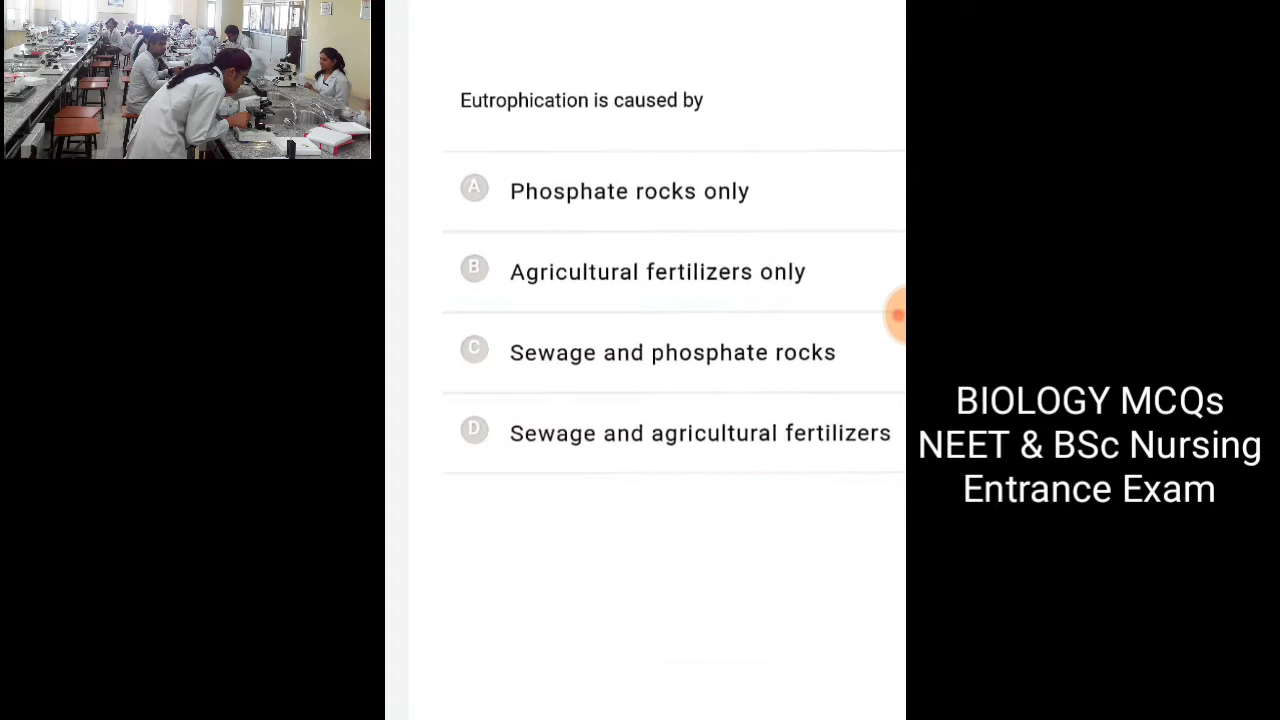 Eutrophication is caused by
A Phosphate rocks only
B Agricultural fertilizers only
C Sewage and phosphate rocks
D Sewage and agricultural fertilizers
BIOLOGY MCQs
NEET & BSc Nursing
Entrance Exam